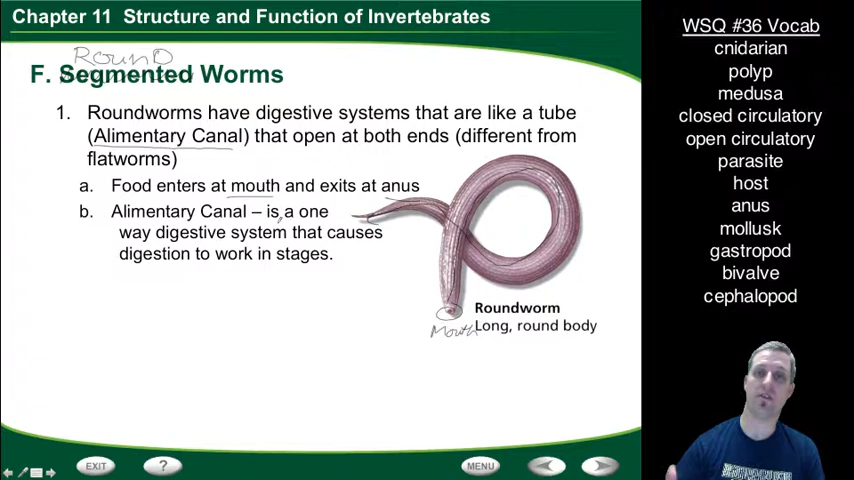 Chapter 11 Structure and Function of Invertebrates
Round
F. Segmented Worms
1. Roundworms have digestive systems that are like a tube
(Alimentary Canal) that open at both ends (different from
flatworms)
a. Food enters at mouth and exits at anus
b. Alimentary Canal – is a one
way digestive system that causes
digestion to work in stages.
Roundworm
Long, round body
Mouth
EXIT
?
MENU
WSQ #36 Vocab
cnidarian
polyp
medusa
closed circulatory
open circulatory
parasite
host
anus
mollusk
gastropod
bivalve
cephalopod